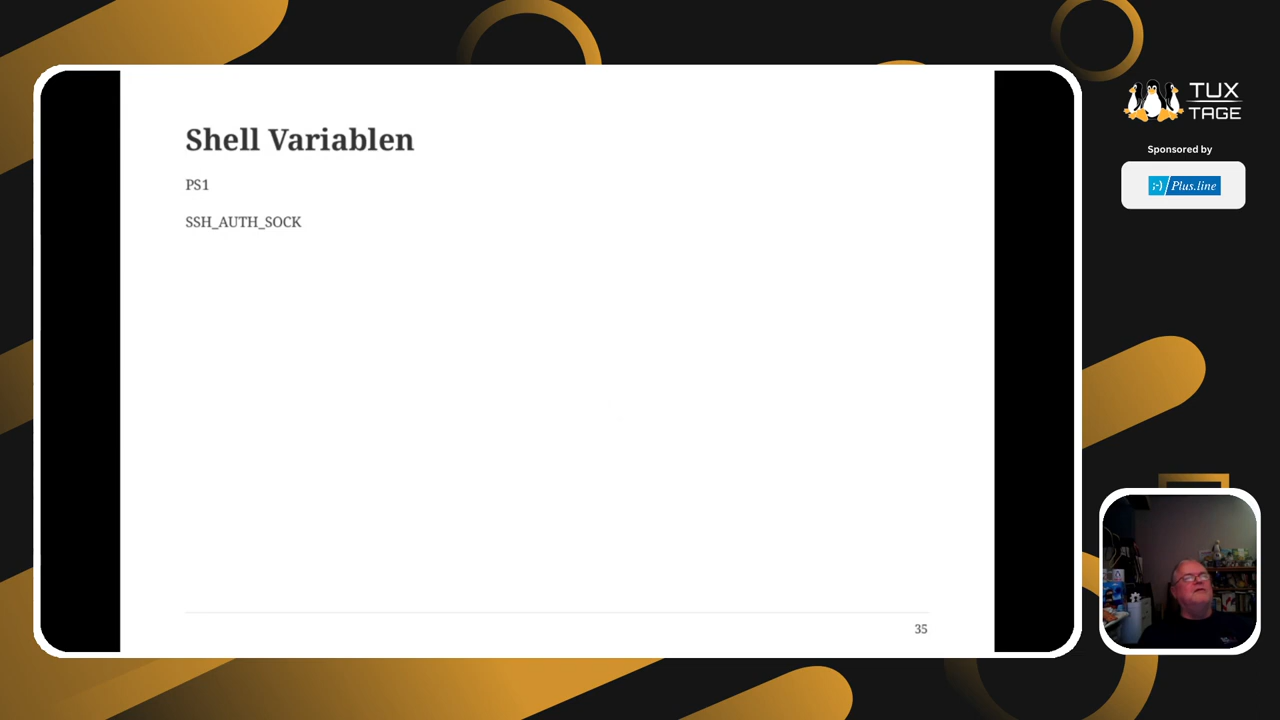 Shell Variablen
PS1
SSH_AUTH_SOCK
35
TUX
TAGE
Sponsored by
;-) Plus.line